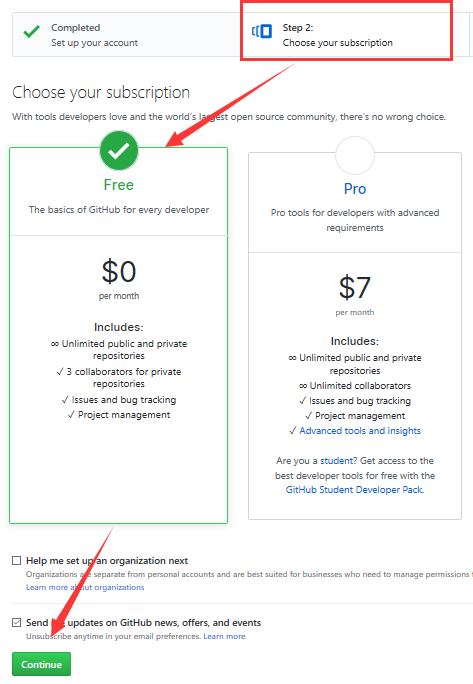 Completed
Set up your account
Step 2:
Choose your subscription
Choose your subscription
With tools developers love and the world's largest open source community, there's no wrong choice.
Free
The basics of GitHub for every developer
$0
per month
Includes:
∞ Unlimited public and private
repositories
✓ 3 collaborators for private
repositories
✓ Issues and bug tracking
✓ Project management
Pro
Pro tools for developers with advanced
requirements
$7
per month
Includes:
∞ Unlimited public and private
repositories
∞ Unlimited collaborators
✓ Issues and bug tracking
✓ Project management
✓ Advanced tools and insights
Are you a student? Get access to the
best developer tools for free with the
GitHub Student Developer Pack.
Help me set up an organization next
Organizations are separate from personal accounts and are best suited for businesses who need to manage permissions
Learn more about organizations
Send updates on GitHub news, offers, and events
Unsubscribe anytime in your email preferences. Learn more
Continue